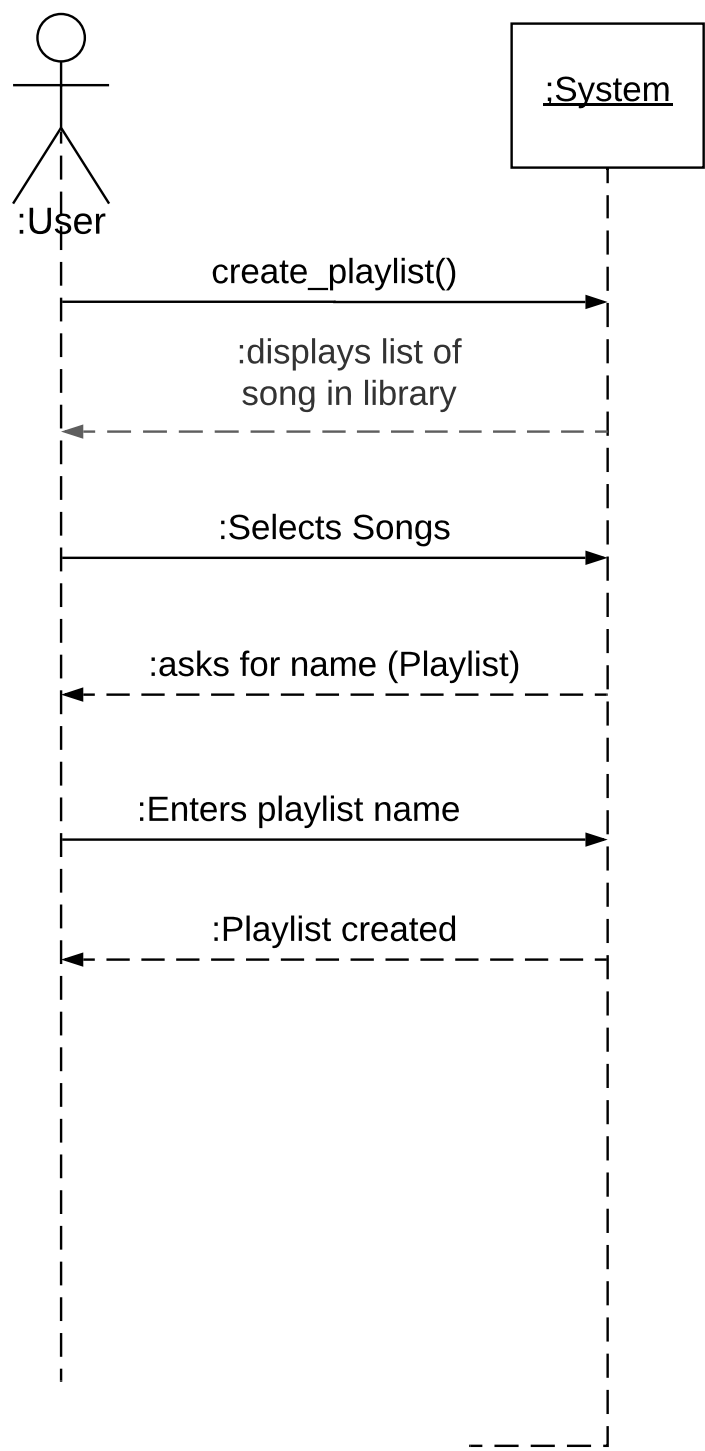 ;System
:User
create_playlist()
:displays list of
song in library
:Selects Songs
:asks for name (Playlist)
:Enters playlist name
:Playlist created